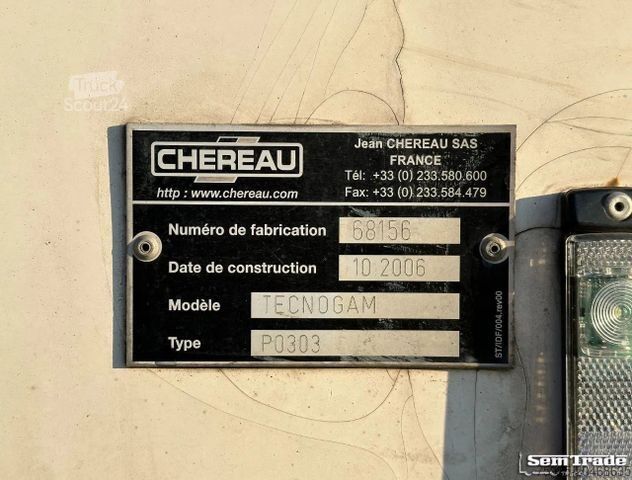 Truck
Scout24
CHEREAU
Jean CHEREAU SAS
FRANCE
Tél: .+33 (0) 233.580.600
Fax: +33 (0) 233.584.479
http : www.chereau.com
Numéro de fabrication 68156
Date de construction 10 2006
Modèle TECNOGAM
Type P0303
ST/IDF/004.rev00
Sem Trade